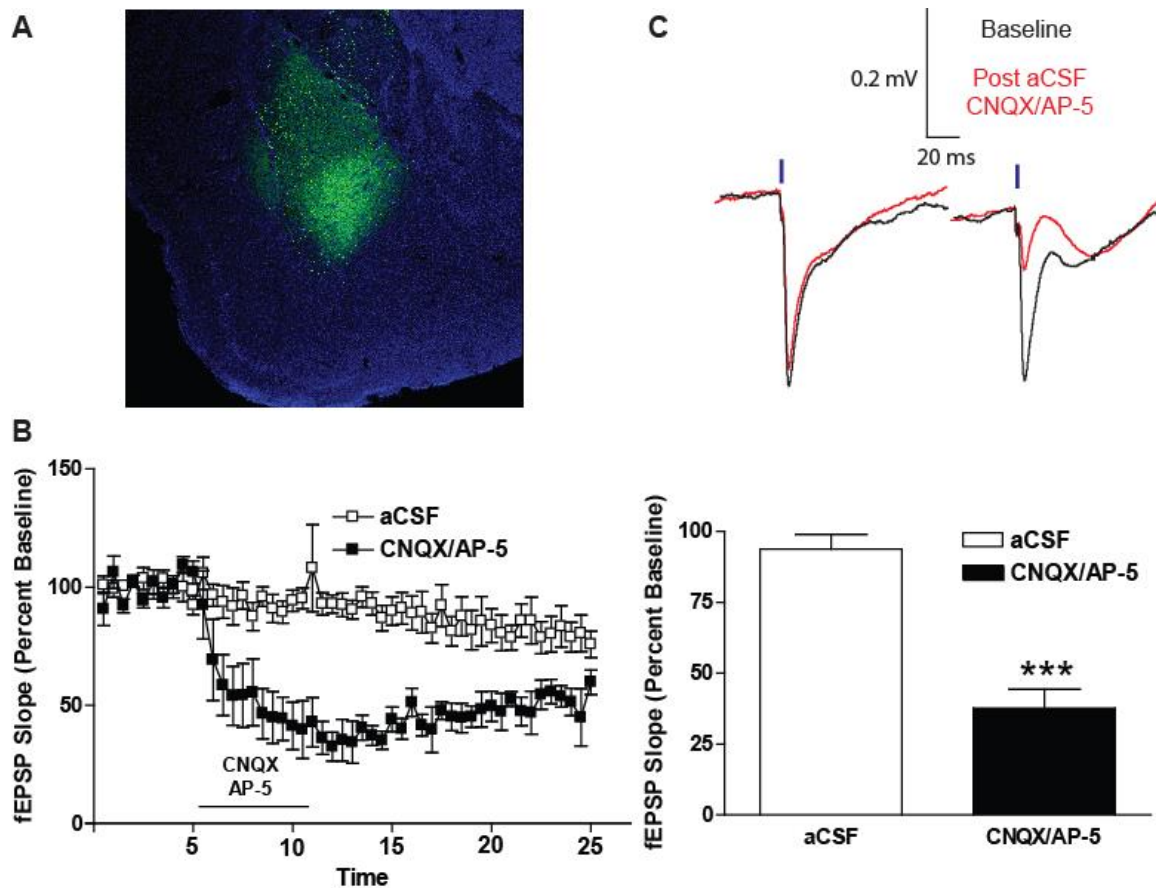 A
C
Baseline
0.2 mV
Post aCSF
CNQX/AP-5
20 ms
B
fEPSP Slope (Percent Baseline)
150
100
50
0
aCSF
CNQX/AP-5
CNQX
AP-5
0
5
10
15
20
25
Time
fEPSP Slope (Percent Baseline)
100
75
50
25
0
aCSF
CNQX/AP-5
***
aCSF
CNQX/AP-5